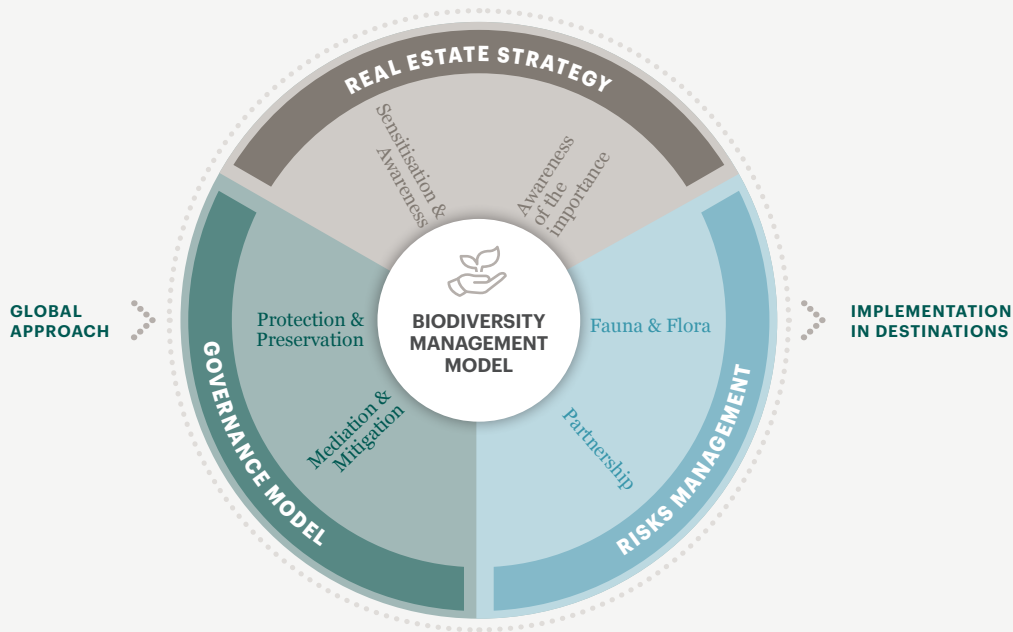 REAL ESTATE STRATEGY
Sensitisation &
Awareness
Awareness
of the
importance
GLOBAL
APPROACH
Protection &
Preservation
BIODIVERSITY
MANAGEMENT
MODEL
Fauna & Flora
IMPLEMENTATION
IN DESTINATIONS
Mediation &
Mitigation
Partnership
GOVERNANCE MODEL
RISKS MANAGEMENT